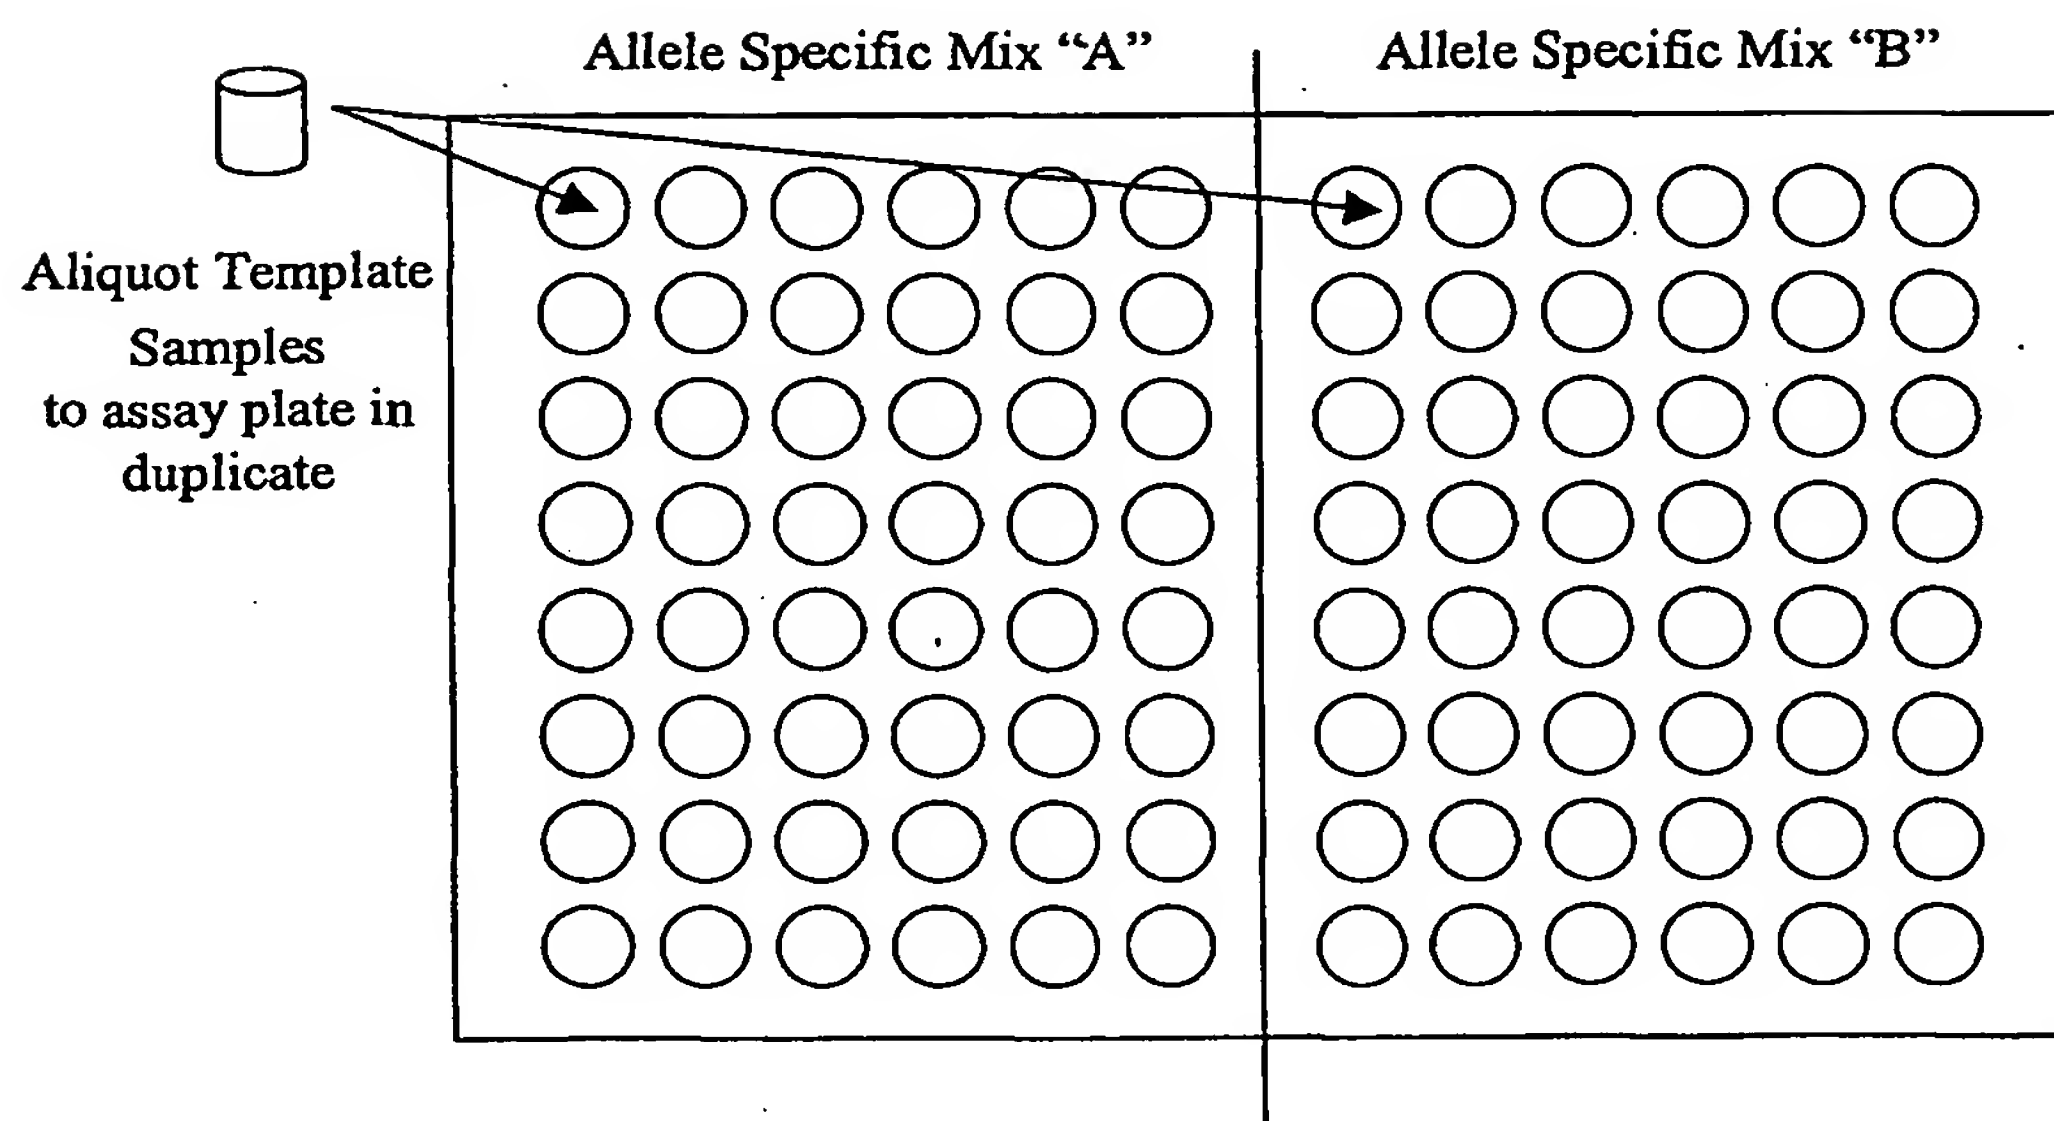 Allele Specific Mix “A”
Allele Specific Mix “B”
Aliquot Template
Samples
to assay plate in
duplicate